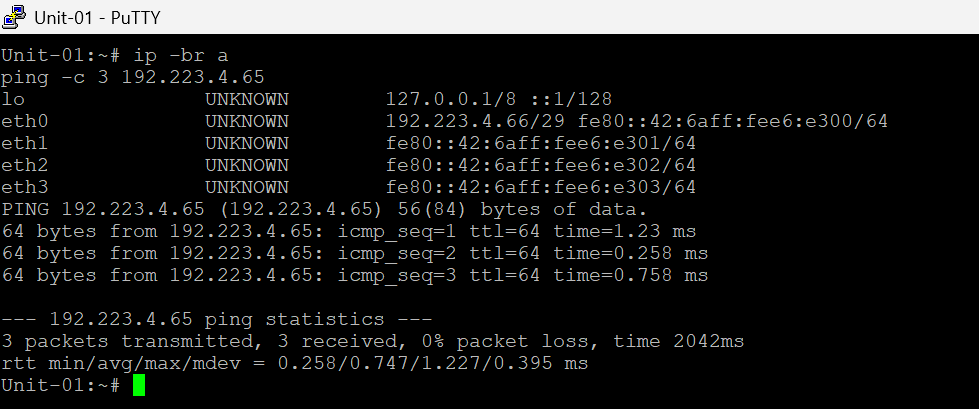 Unit-01 - PuTTY
Unit-01:~# ip -br a
ping -c 3 192.223.4.65
lo               UNKNOWN        127.0.0.1/8 ::1/128
eth0             UNKNOWN        192.223.4.66/29 fe80::42:6aff:fee6:e300/64
eth1             UNKNOWN        fe80::42:6aff:fee6:e301/64
eth2             UNKNOWN        fe80::42:6aff:fee6:e302/64
eth3             UNKNOWN        fe80::42:6aff:fee6:e303/64
PING 192.223.4.65 (192.223.4.65) 56(84) bytes of data.
64 bytes from 192.223.4.65: icmp_seq=1 ttl=64 time=1.23 ms
64 bytes from 192.223.4.65: icmp_seq=2 ttl=64 time=0.258 ms
64 bytes from 192.223.4.65: icmp_seq=3 ttl=64 time=0.758 ms
--- 192.223.4.65 ping statistics ---
3 packets transmitted, 3 received, 0% packet loss, time 2042ms
rtt min/avg/max/mdev = 0.258/0.747/1.227/0.395 ms
Unit-01:~#